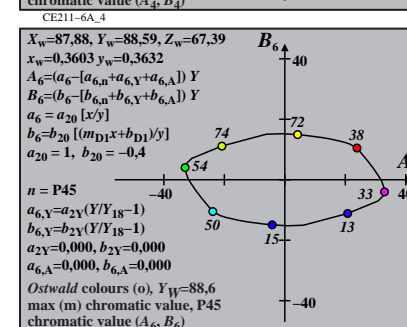 chromatic value (A4, B4)
CE211–6A_4
Xw=87,88, Yw=88,59, Zw=67,39
xw=0.3603 yw=0,3632
A6=(a6–[a6,n+a6,Y+a6,A]) Y
B6=(b6–[b6,n+b6,Y+b6,A]) Y
a6 = a20 [x/y]
b6=b20 [(mD1x+bD1)/y]
a20 = 1, b20 = –0,4
n = P45
a6,Y=a2Y(Y/Y18–1)
b6,Y=b2Y(Y/Y18–1)
a2Y=0,000, b2Y=0,000
a6,A=0,000, b6,A=0,000
Ostwald colours (o), YW=88,6
max (m) chromatic value, P45
chromatic value (A6, B6)
B6
40
72
74
38
54
A
–40
33
40
50
15
13
–40